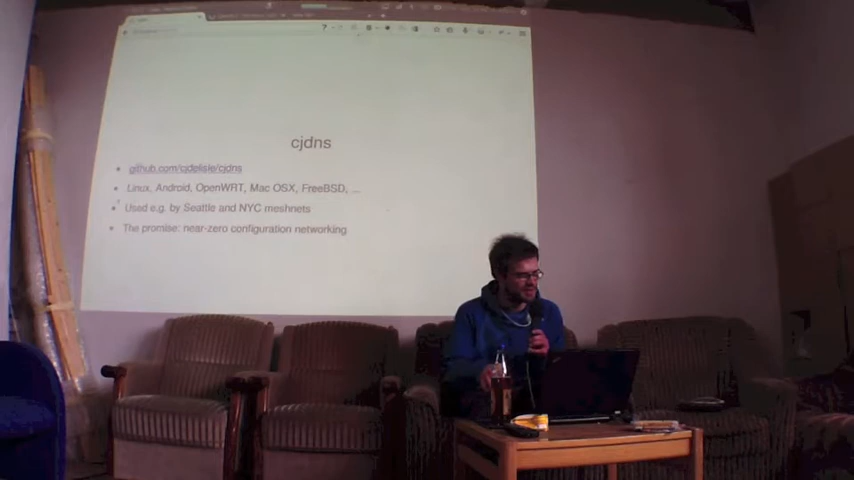 cjdns
github.com/cjdelisle/cjdns
Linux, Android, OpenWRT, Mac OSX, FreeBSD, ...
Used e.g. by Seattle and NYC meshnets
The promise: near-zero configuration networking